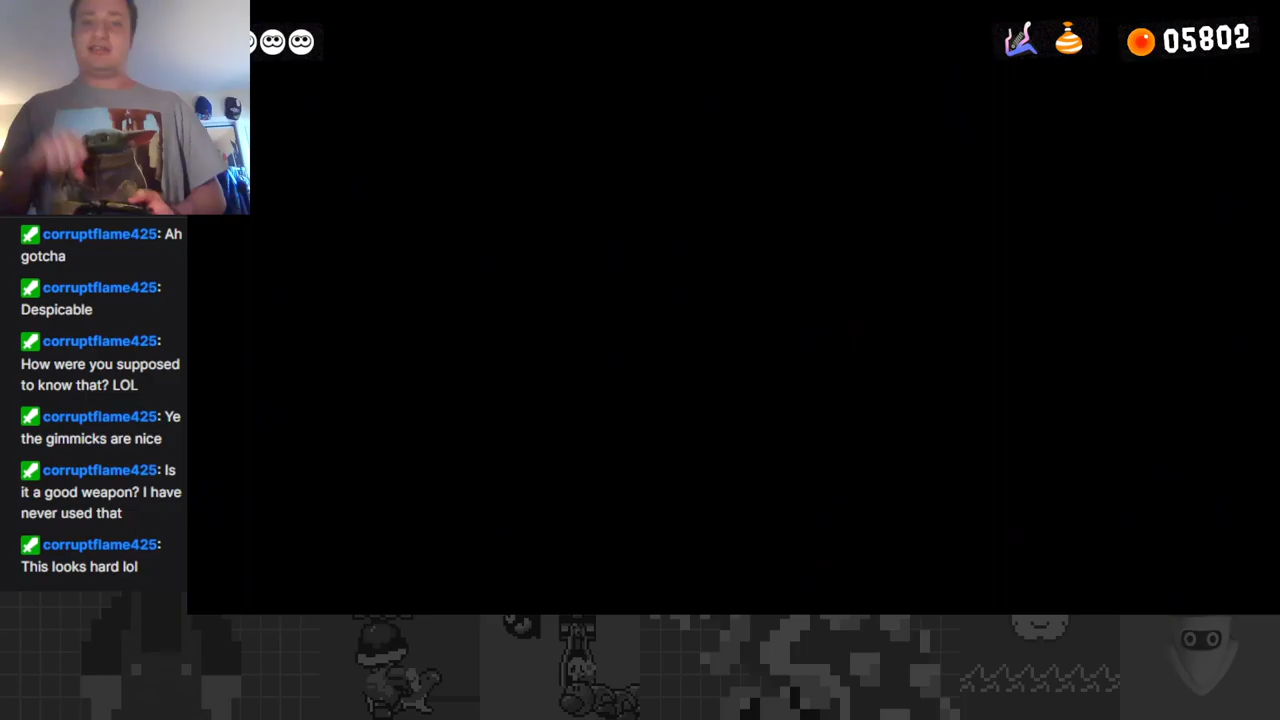 05802
corruptflame425: Ah
gotcha
corruptflame425:
Despicable
corruptflame425:
How were you supposed
to know that? LOL
corruptflame425: Ye
the gimmicks are nice
corruptflame425: Is
it a good weapon? I have
never used that
corruptflame425:
This looks hard lol